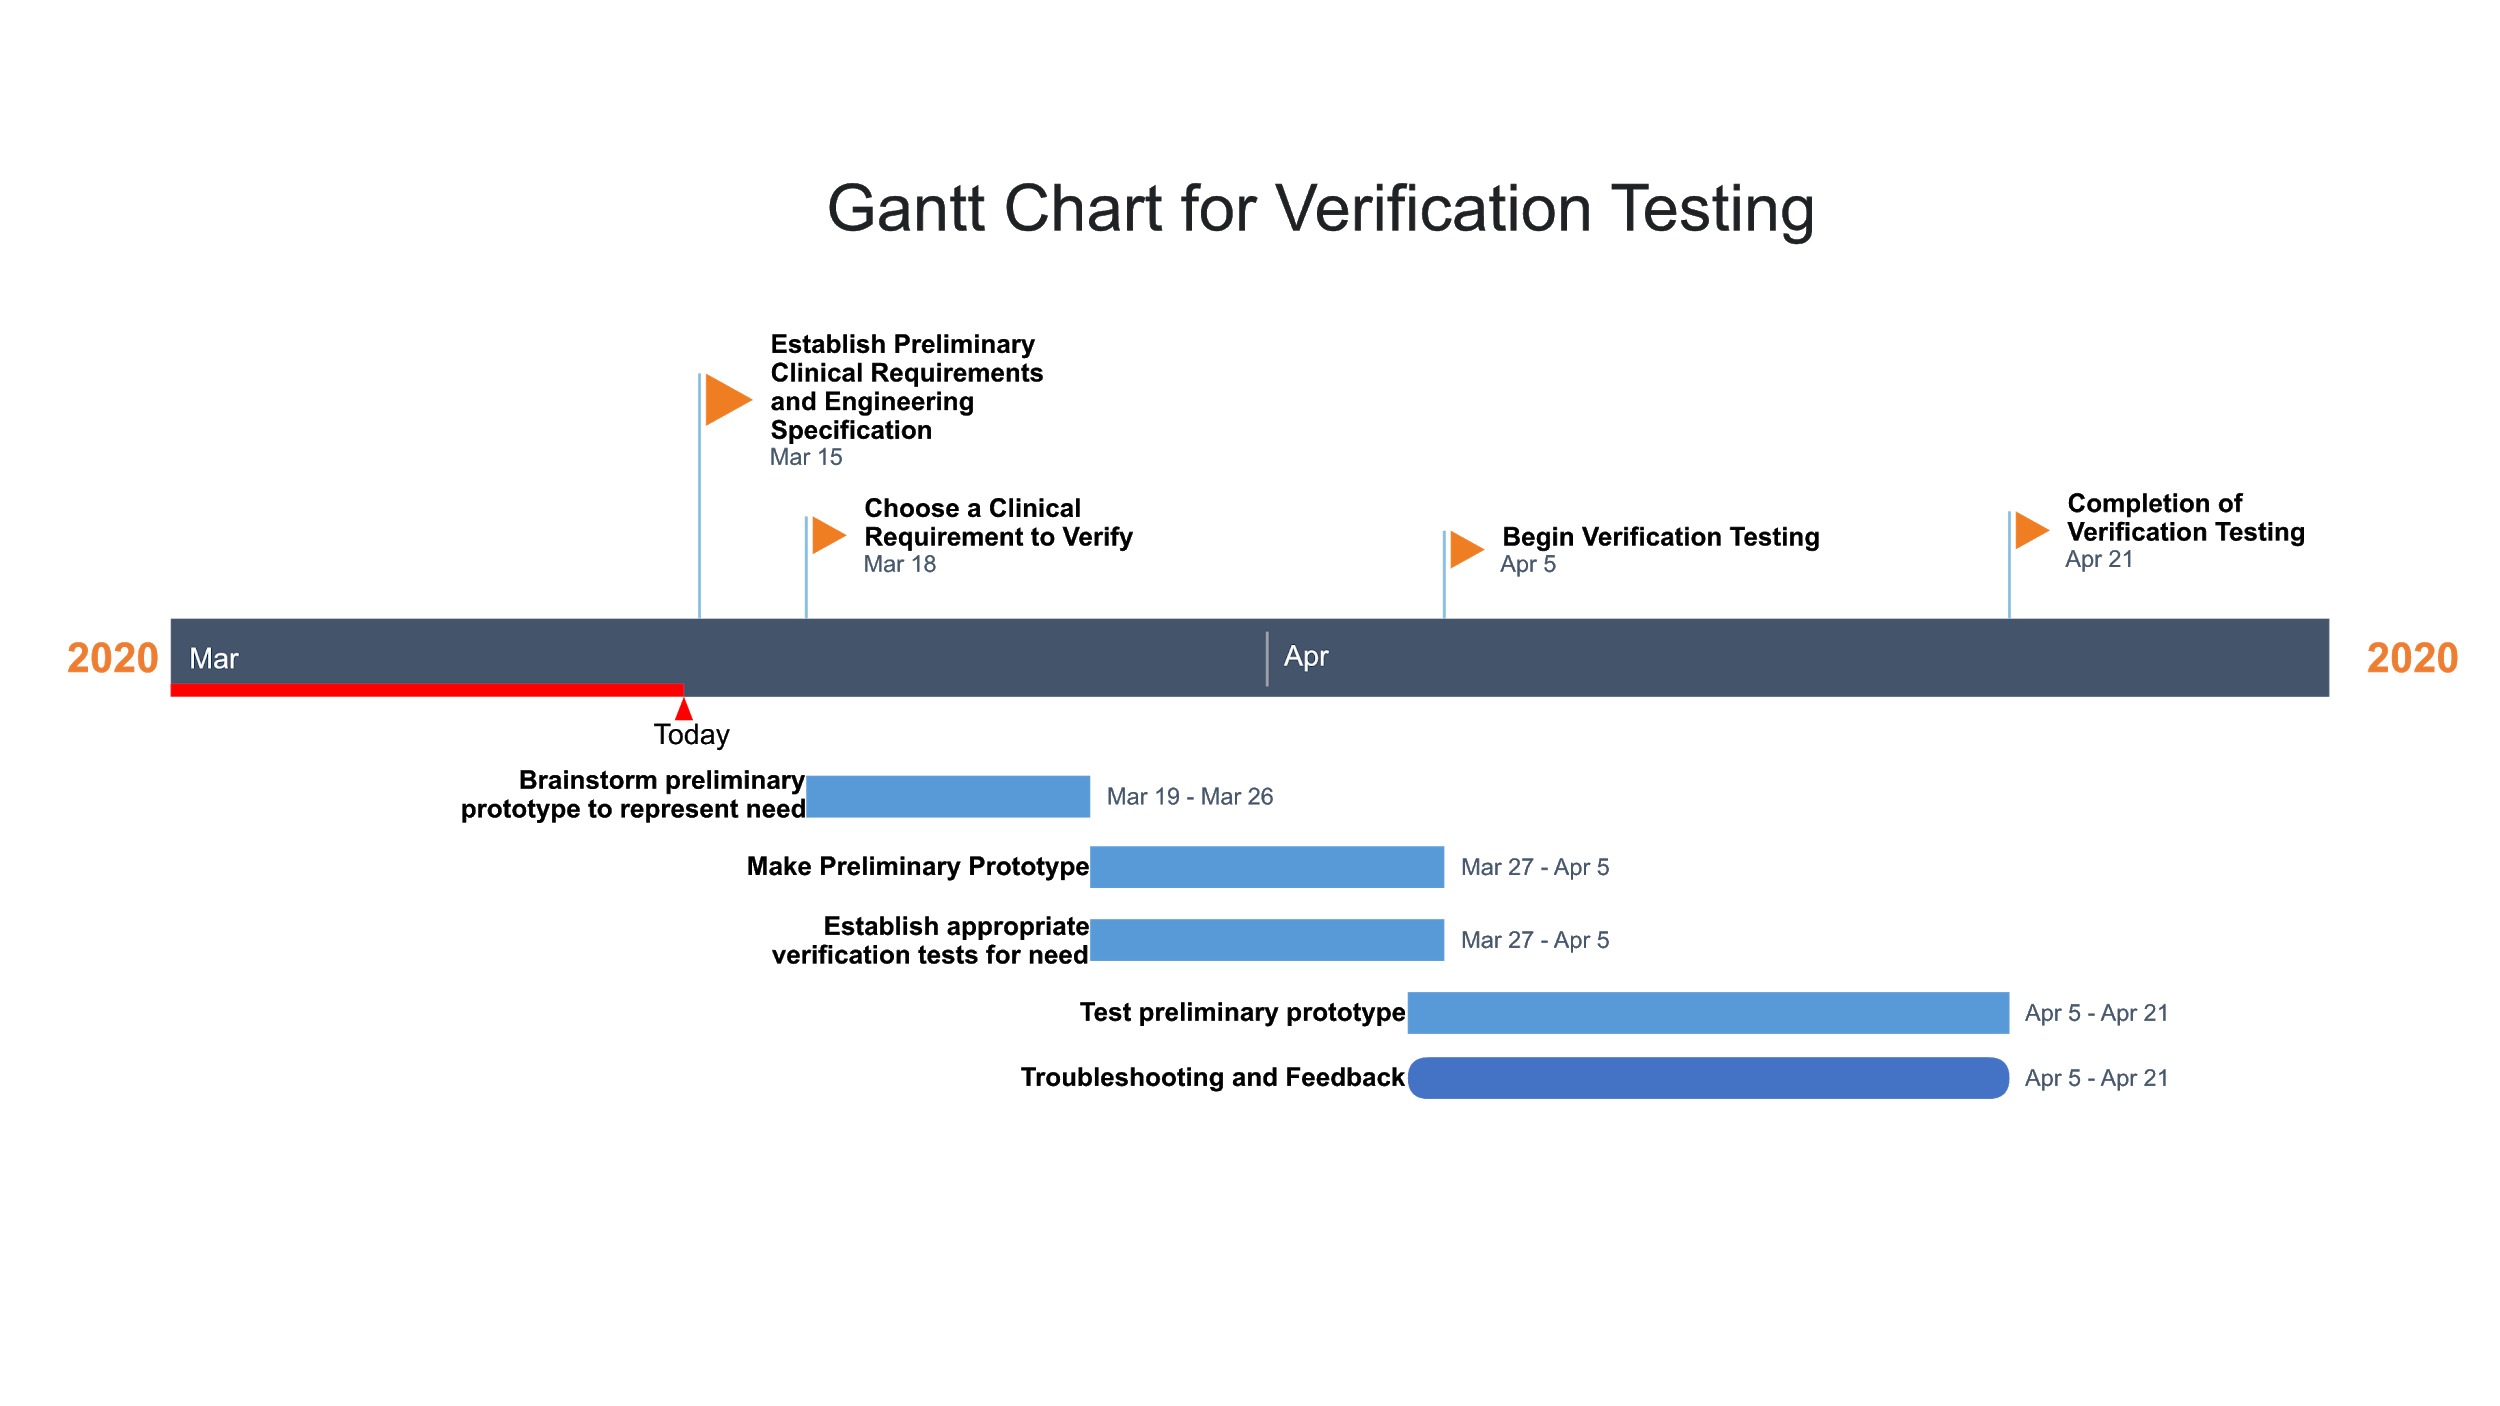 Gantt Chart for Verification Testing
Establish Preliminary
Clinical Requirements
and Engineering
Specification
Mar 15
Choose a Clinical
Requirement to Verify
Mar 18
Begin Verification Testing
Apr 5
Completion of
Verification Testing
Apr 21
2020
Mar
Apr
2020
Today
Brainstorm preliminary
prototype to represent need
Mar 19 - Mar 26
Make Preliminary Prototype
Mar 27 - Apr 5
Establish appropriate
verification tests for need
Mar 27 - Apr 5
Test preliminary prototype
Apr 5 - Apr 21
Troubleshooting and Feedback
Apr 5 - Apr 21